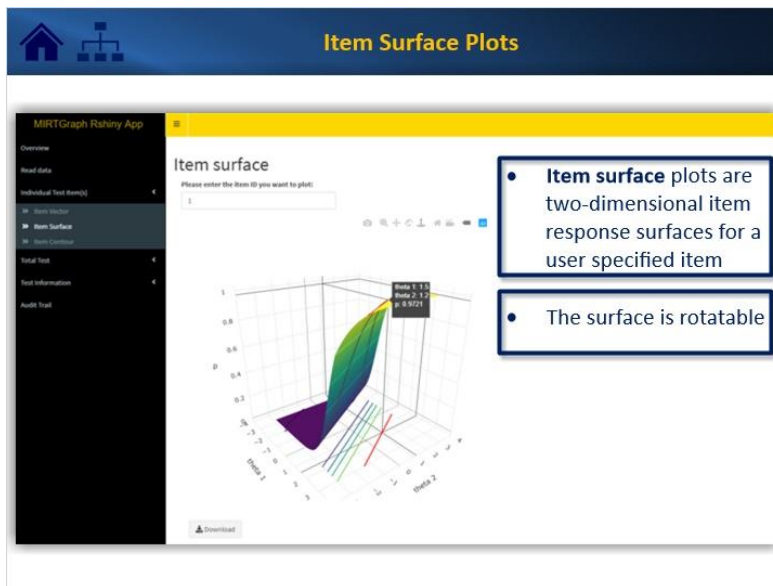 Item Surface Plots
MIRTGraph Rshiny App
Overview
Read data
Individual Test Item(s)
Item Vector
Item Surface
Item Contour
Total Test
Test Information
Audit Trail
Item surface
Please enter the item ID you want to plot:
1
theta 1: 1.5
theta 2: 1.2
p: 0.9721
1
0.8
0.6
0.4
0.2
p
theta 1
theta 2
Download
• Item surface plots are
two-dimensional item
response surfaces for a
user specified item
• The surface is rotatable